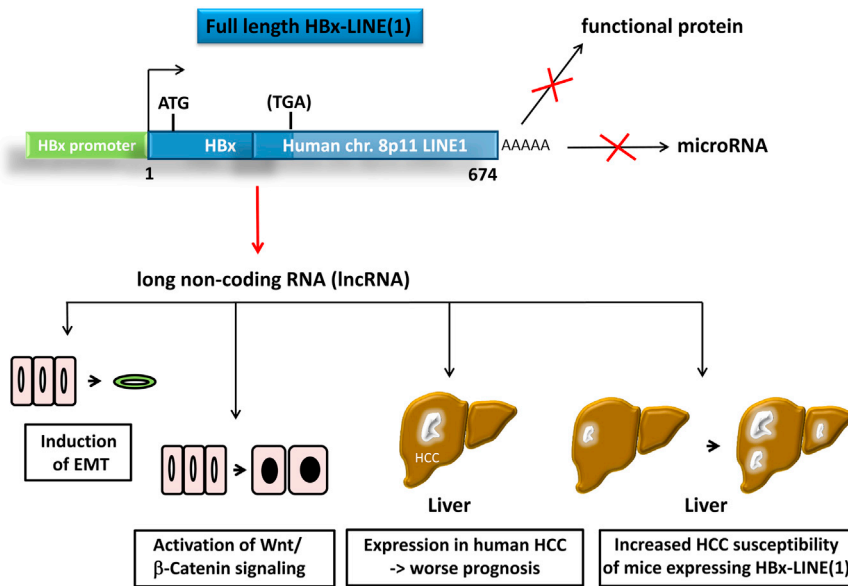 Full length HBx-LINE(1)
functional protein
ATG
(TGA)
HBx promoter
HBx
Human chr. 8p11 LINE1
AAAAA
microRNA
1
674
long non-coding RNA (lncRNA)
Induction
of EMT
HCC
Liver
Liver
Activation of Wnt/
β-Catenin signaling
Expression in human HCC
-> worse prognosis
Increased HCC susceptibility
of mice expressing HBx-LINE(1)